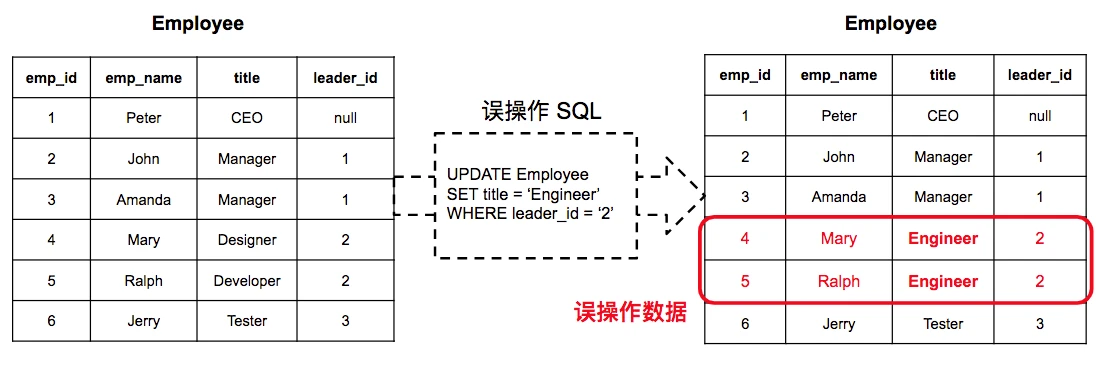 Employee
emp_id emp_name title leader_id
1 Peter CEO null
2 John Manager 1
3 Amanda Manager 1
4 Mary Designer 2
5 Ralph Developer 2
6 Jerry Tester 3
误操作 SQL
UPDATE Employee
SET title = ‘Engineer’
WHERE leader_id = ‘2’
误操作数据
Employee
emp_id emp_name title leader_id
1 Peter CEO null
2 John Manager 1
3 Amanda Manager 1
4 Mary Engineer 2
5 Ralph Engineer 2
6 Jerry Tester 3